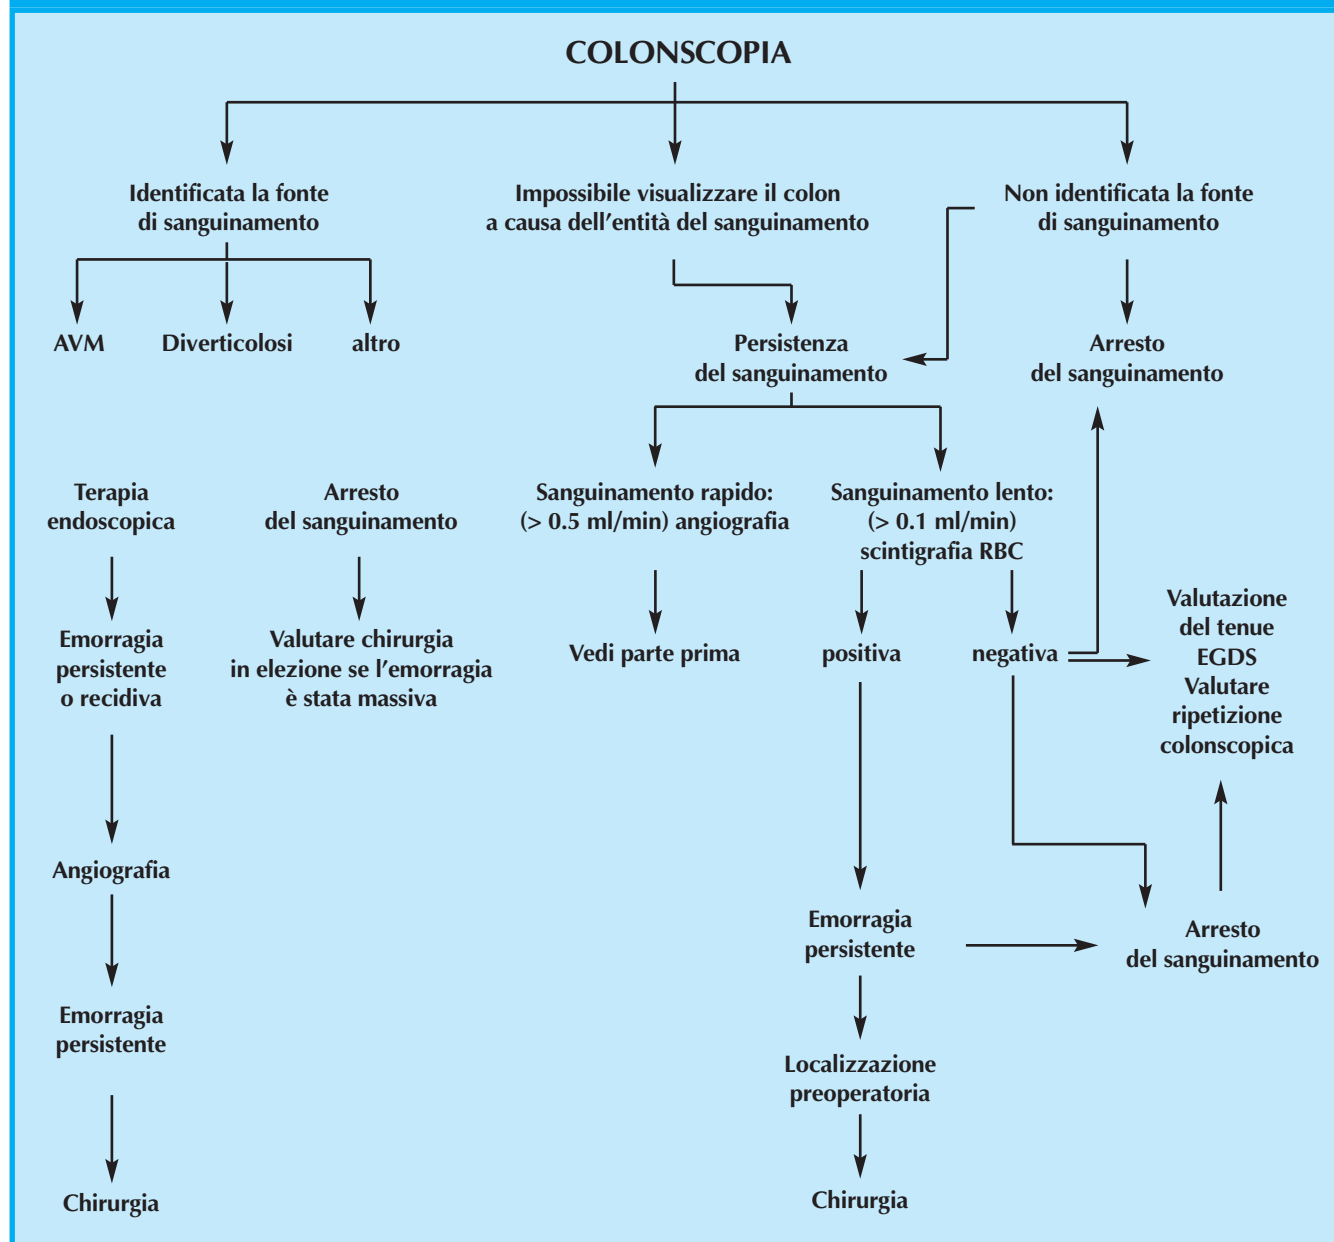 COLONSCOPIA
Identificata la fonte
di sanguinamento
Impossibile visualizzare il colon
a causa dell'entità del sanguinamento
Non identificata la fonte
di sanguinamento
AVM
Diverticolosi
altro
Persistenza
del sanguinamento
Arresto
del sanguinamento
Terapia
endoscopica
Arresto
del sanguinamento
Sanguinamento rapido:
(> 0.5 ml/min) angiografia
Sanguinamento lento:
(> 0.1 ml/min)
scintigrafia RBC
Emorragia
persistente
o recidiva
Valutare chirurgia
in elezione se l'emorragia
è stata massiva
Vedi parte prima
positiva
negativa
Valutazione
del tenue
EGDS
Valutare
ripetizione
colonscopica
Angiografia
Emorragia
persistente
Arresto
del sanguinamento
Emorragia
persistente
Localizzazione
preoperatoria
Chirurgia
Chirurgia